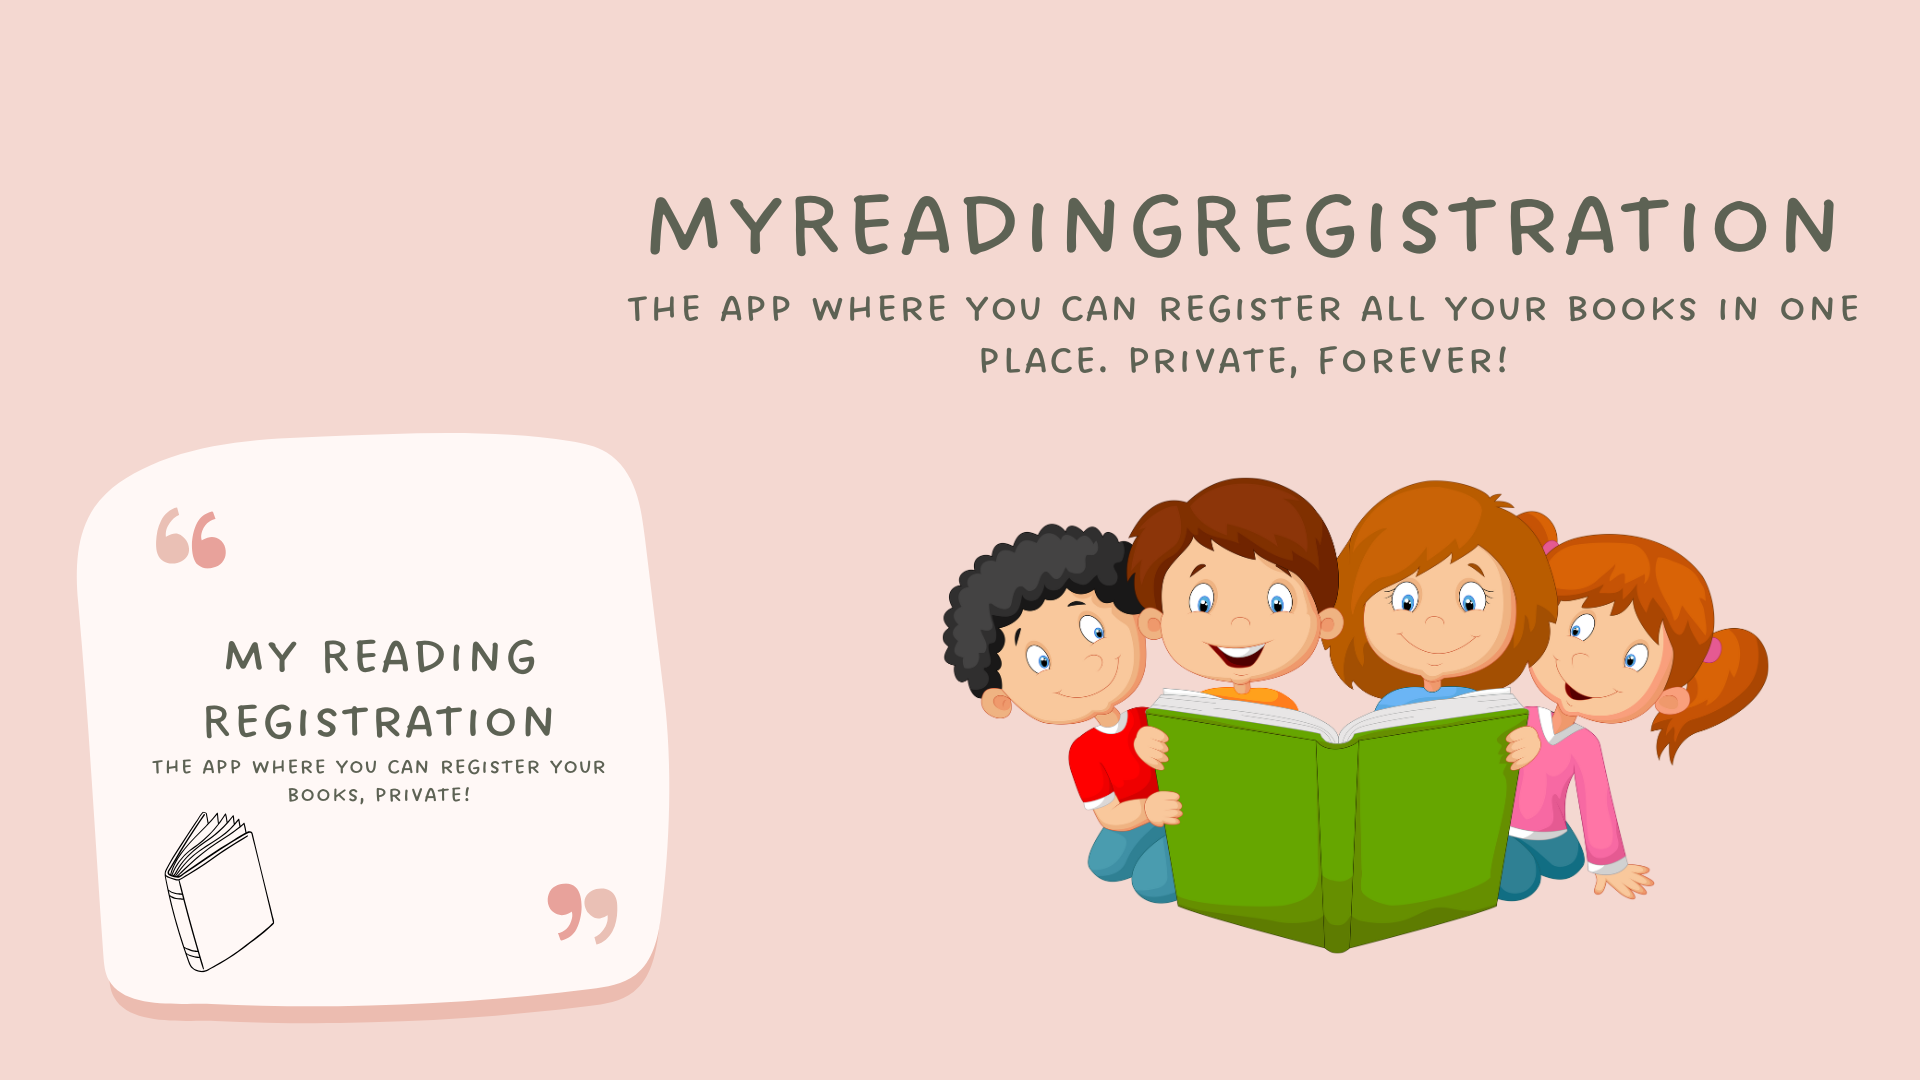 MYREADINGREGISTRATION
THE APP WHERE YOU CAN REGISTER ALL YOUR BOOKS IN ONE
PLACE. PRIVATE, FOREVER!
MY READING
REGISTRATION
THE APP WHERE YOU CAN REGISTER YOUR
BOOKS, PRIVATE!